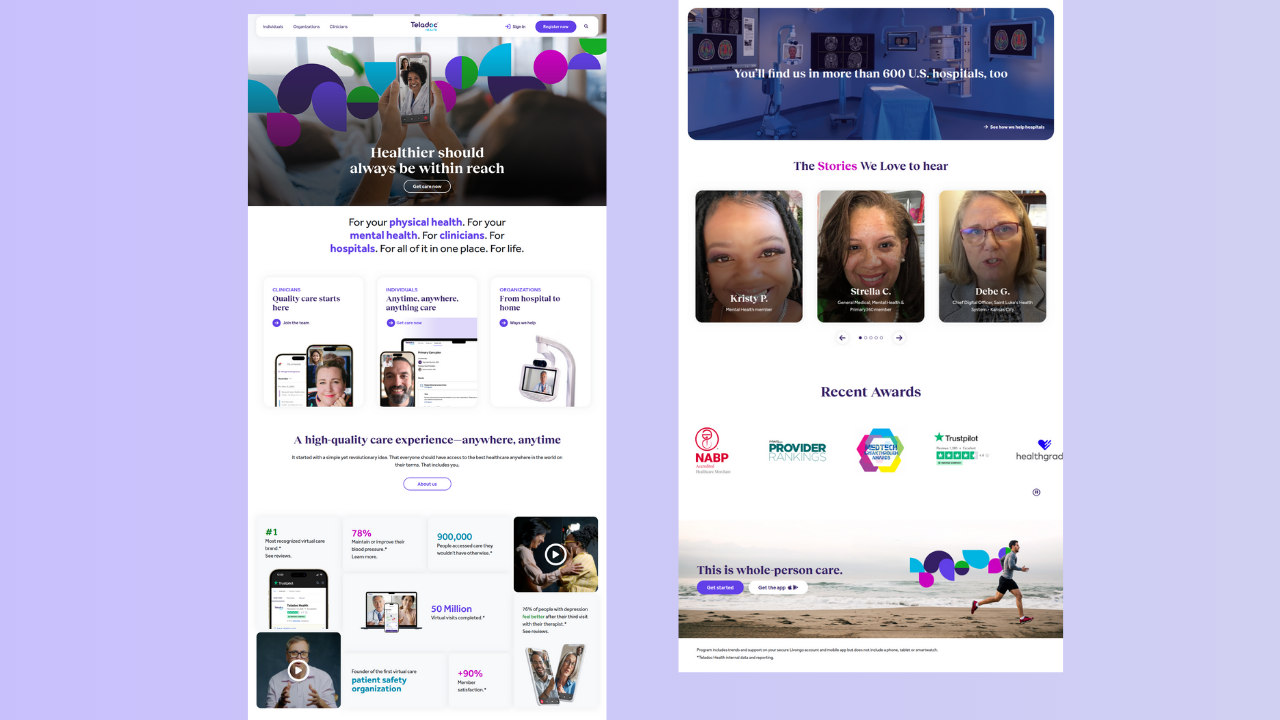 Individuals
Organizations
Clinicians
Teladoc
HEALTH
Sign in
Register now
Healthier should
always be within reach
Get care now
For your physical health. For your
mental health. For clinicians. For
hospitals. For all of it in one place. For life.
CLINICIANS
Quality care starts
here
Join the team
INDIVIDUALS
Anytime, anywhere,
anything care
Get care now
ORGANIZATIONS
From hospital to
home
Ways we help
A high-quality care experience—anywhere, anytime
It started with a simple yet revolutionary idea. That everyone should have access to the best healthcare anywhere in the world on
their terms. That includes you.
About us
#1
Most recognized virtual care
brand.*
See reviews.
Trustpilot
Teladoc Health
78%
Maintain or improve their
blood pressure.*
Learn more.
900,000
People accessed care they
wouldn't have otherwise.*
50 Million
Virtual visits completed.*
76% of people with depression
feel better after their third visit
with their therapist.*
See reviews.
Founder of the first virtual care
patient safety
organization
+90%
Member
satisfaction.*
You'll find us in more than 600 U.S. hospitals, too
See how we help hospitals
The Stories We Love to hear
Kristy P.
Mental Health member
Strella C.
General Medical, Mental Health &
Primary360 member
Debe G.
Chief Digital Officer, Saint Luke's Health
System - Kansas City
Recent Awards
NABP
Accredited
Healthcare Merchant
PROVIDER
RANKINGS
MEDTECH
BREAKTHROUGH
AWARDS
Trustpilot
healthgrad
This is whole-person care.
Get started
Get the app
Program includes trends and support on your secure Livongo account and mobile app but does not include a phone, tablet or smartwatch.
*Teladoc Health internal data and reporting.